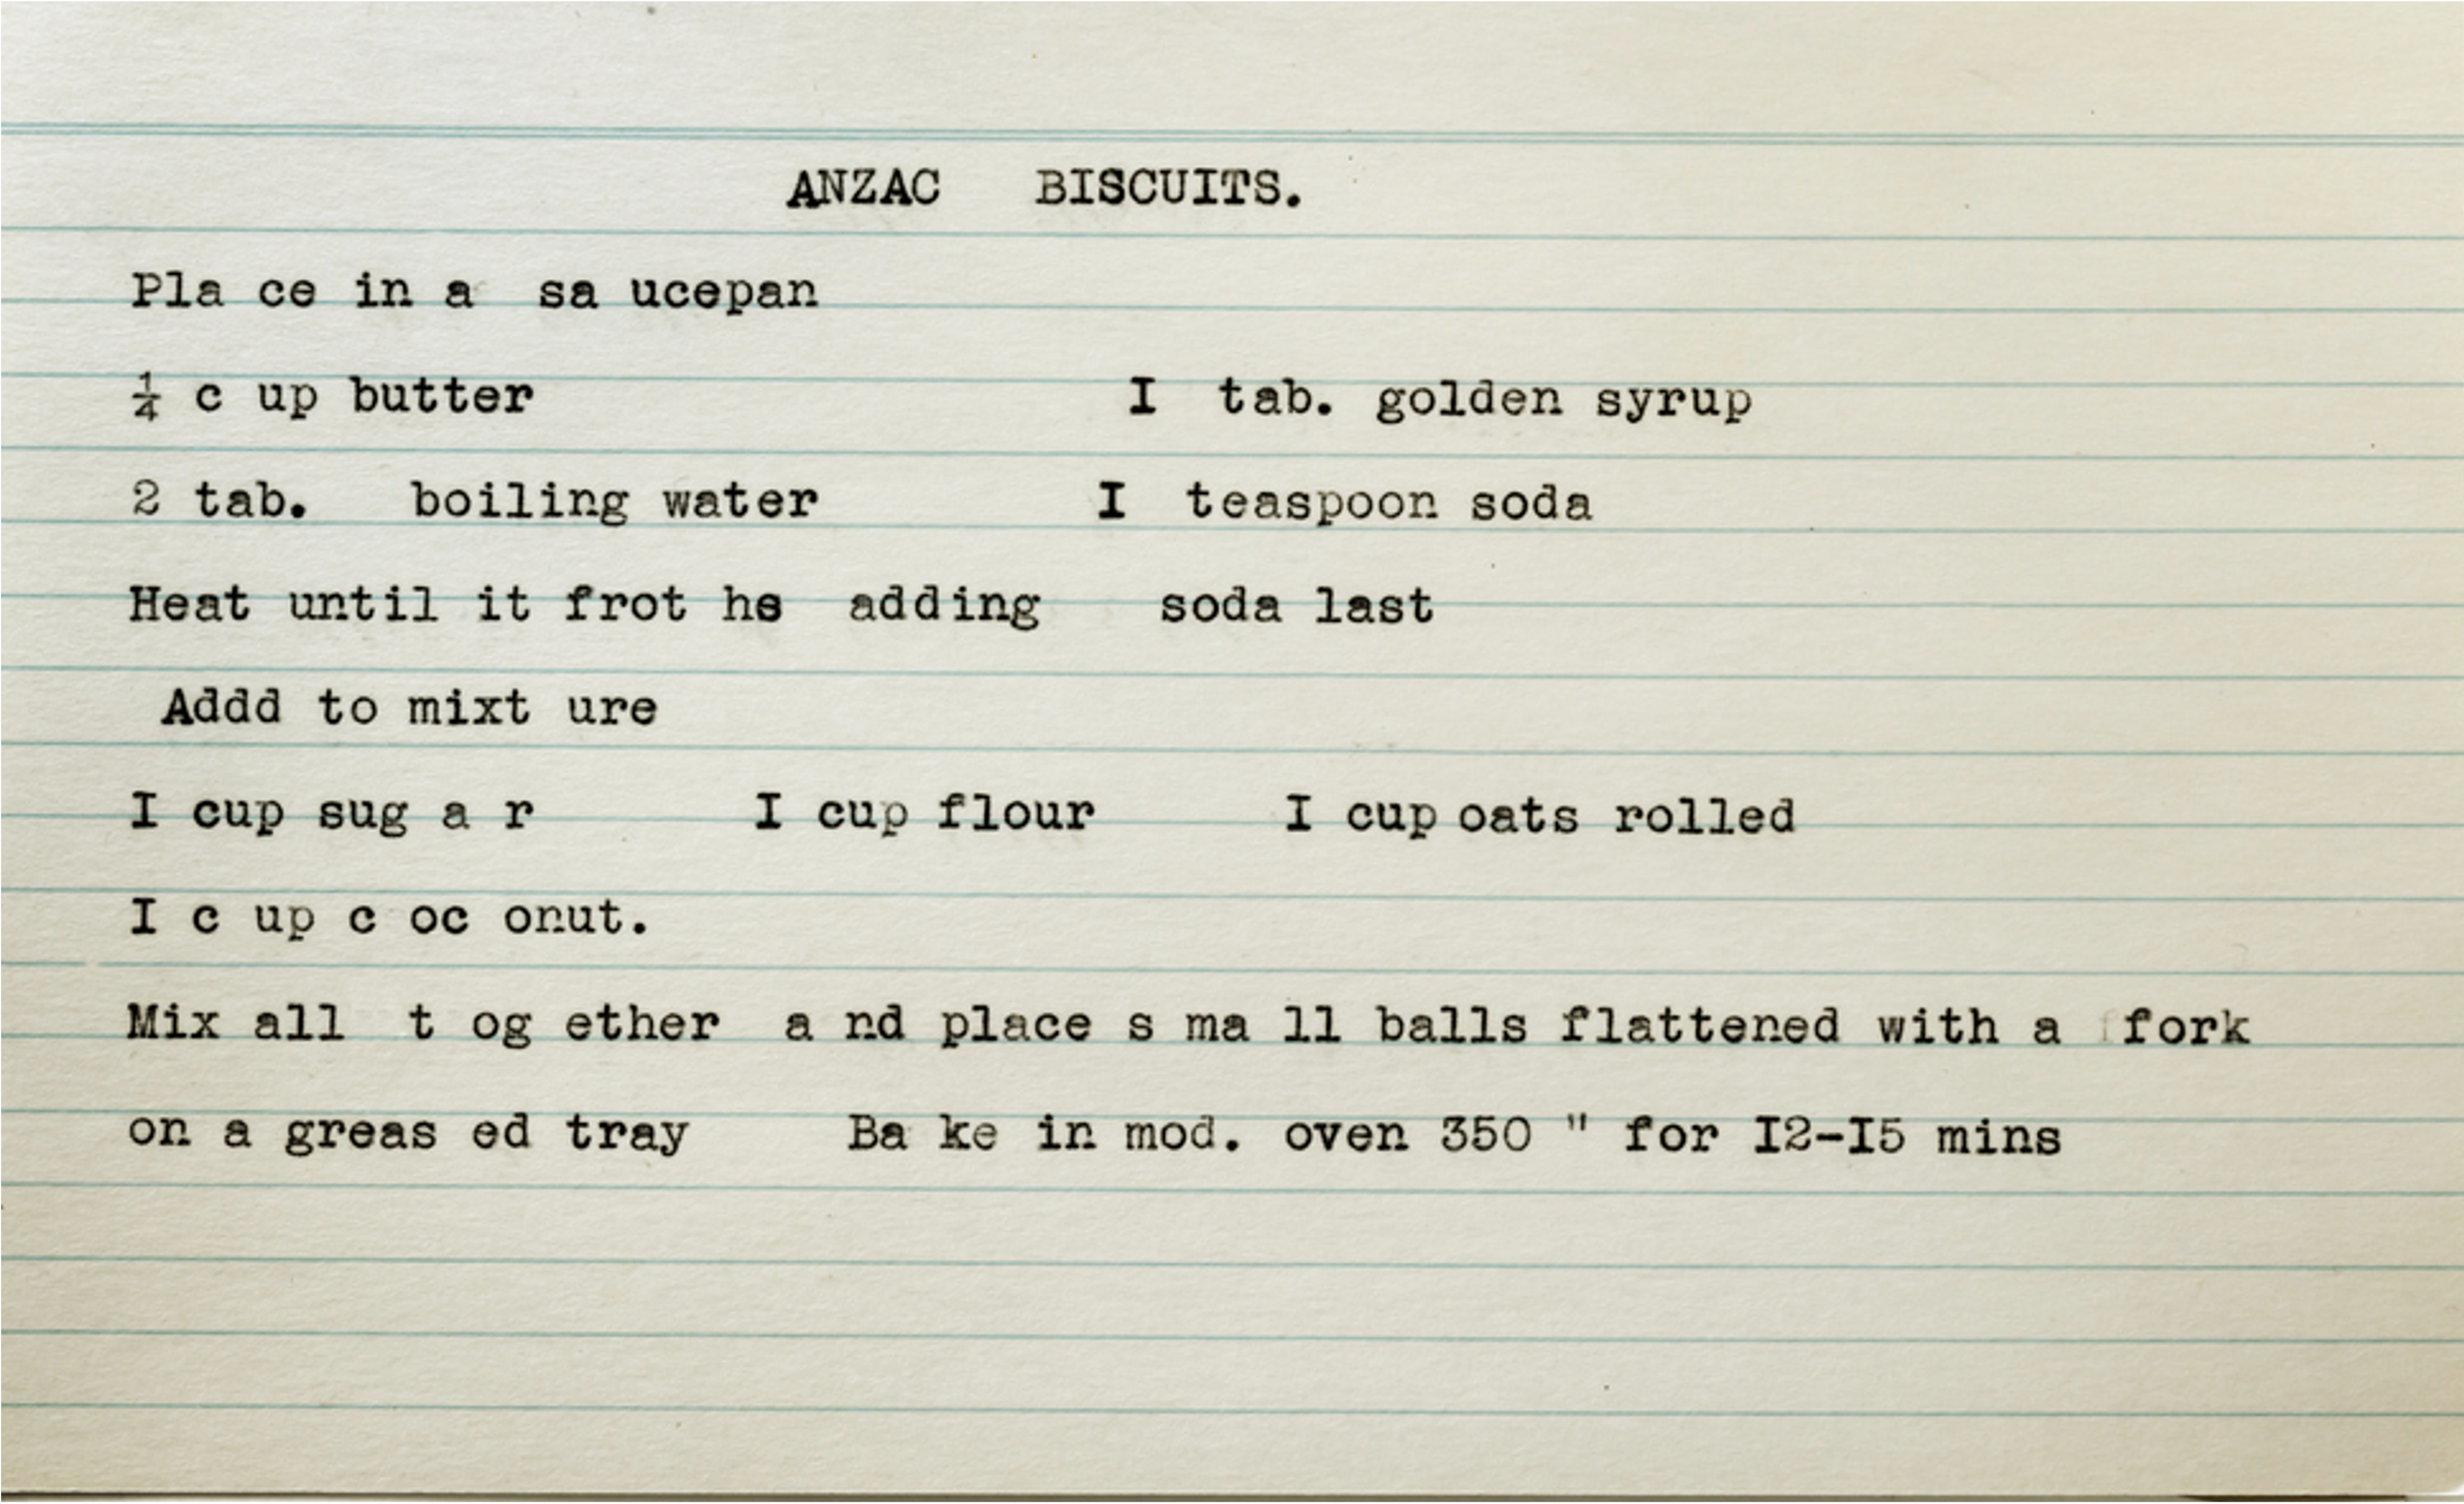 ANZAC   BISCUITS.
Pla ce in a  sa ucepan
¼ c up butter                   I  tab. golden syrup
2 tab.   boiling water         I  teaspoon soda
Heat until it frot hs  adding    soda last
Addd to mixt ure
I cup sug a r       I cup flour      I cup oats rolled
I c up c oc onut.
Mix all  t og ether  a nd place s ma ll balls flattened with a  fork
on a greas ed tray     Ba ke in mod. oven 350 " for I2-I5 mins